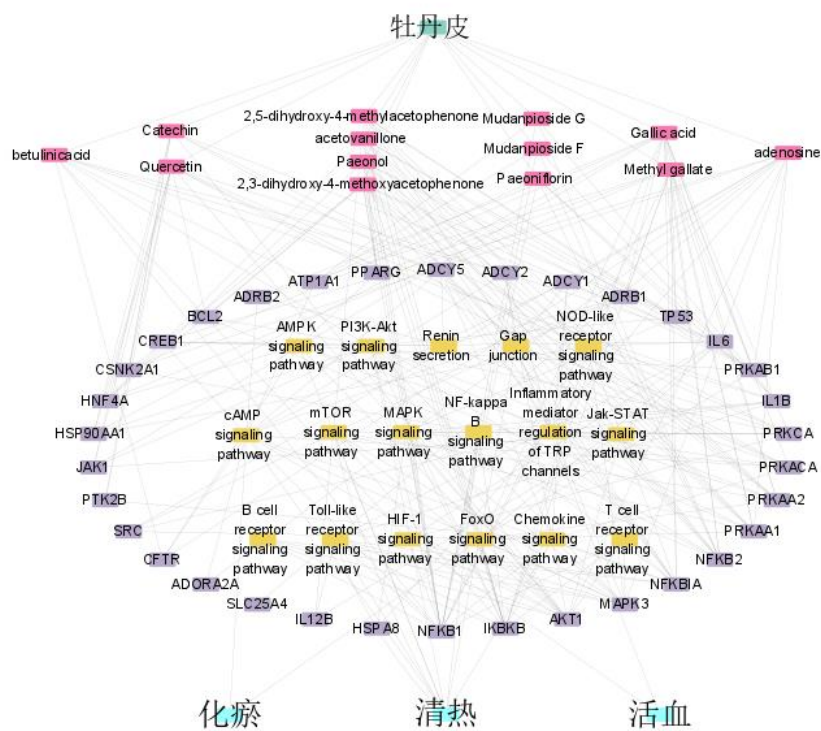 牡丹皮
2,5-dihydroxy-4-methylacetophenone
Mudanpioside G
Catechin
acetovanillone
Gallic acid
betulinicacid
Quercetin
Paeonol
Mudanpioside F
adenosine
Methyl gallate
2,3-dihydroxy-4-methoxyacetophenone
Paeoniflorin
ADCY5
PPARG
ADCY2
ATP1A1
ADCY1
ADRB2
ADRB1
BCL2
TP53
CREB1
IL6
CSNK2A1
PRKAB1
HNF4A
IL1B
HSP90AA1
PRKCA
JAK1
PRKACA
PTK2B
PRKAA2
SRC
PRKAA1
CFTR
NFKB2
ADORA2A
NFKBIA
SLC25A4
MAPK3
IL12B
AKT1
HSPA8
NFKB1
IKBKB
AMPK
signaling
pathway
PI3K-Akt
signaling
pathway
Renin
secretion
Gap
junction
NOD-like
receptor
signaling
pathway
cAMP
signaling
pathway
mTOR
signaling
pathway
MAPK
signaling
pathway
NF-kappa
B
signaling
pathway
Inflammatory
mediator
regulation
of TRP
channels
Jak-STAT
signaling
pathway
B cell
receptor
signaling
pathway
Toll-like
receptor
signaling
pathway
HIF-1
signaling
pathway
FoxO
signaling
pathway
Chemokine
signaling
pathway
T cell
receptor
signaling
pathway
化瘀
清热
活血